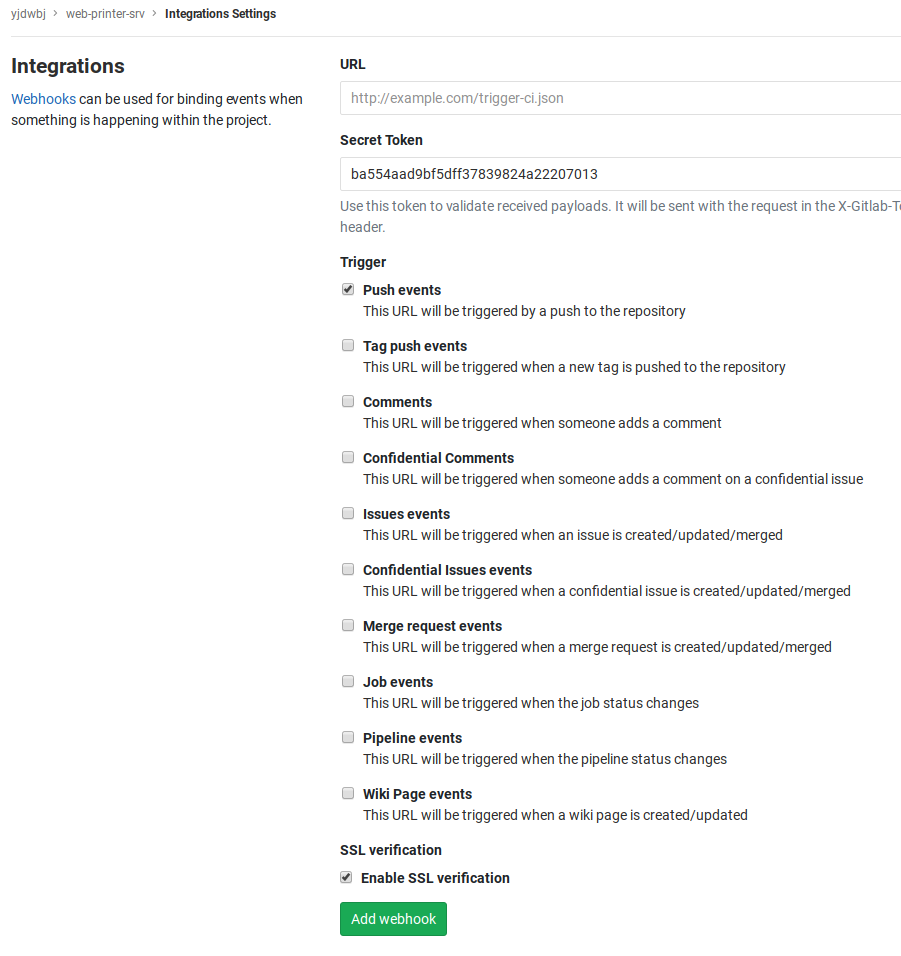 yjdwbj > web-printer-srv > Integrations Settings
Integrations
Webhooks can be used for binding events when
something is happening within the project.
URL
http://example.com/trigger-ci.json
Secret Token
ba554aad9bf5dff37839824a22207013
Use this token to validate received payloads. It will be sent with the request in the X-Gitlab-T
header.
Trigger
Push events
This URL will be triggered by a push to the repository
Tag push events
This URL will be triggered when a new tag is pushed to the repository
Comments
This URL will be triggered when someone adds a comment
Confidential Comments
This URL will be triggered when someone adds a comment on a confidential issue
Issues events
This URL will be triggered when an issue is created/updated/merged
Confidential Issues events
This URL will be triggered when a confidential issue is created/updated/merged
Merge request events
This URL will be triggered when a merge request is created/updated/merged
Job events
This URL will be triggered when the job status changes
Pipeline events
This URL will be triggered when the pipeline status changes
Wiki Page events
This URL will be triggered when a wiki page is created/updated
SSL verification
Enable SSL verification
Add webhook